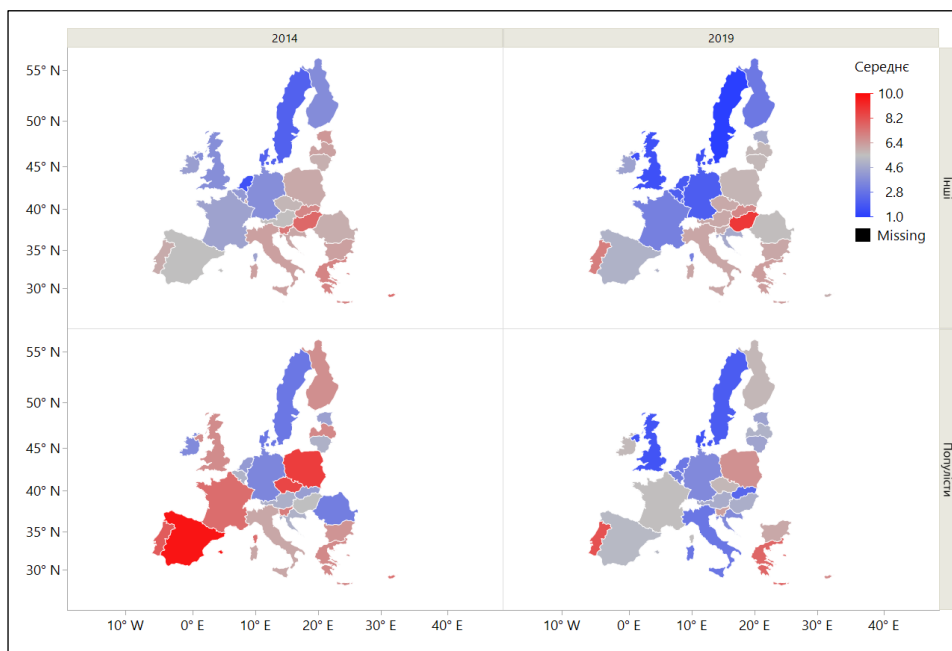 2014
2019
55° N
50° N
45° N
40° N
35° N
30° N
Середнє
10.0
8.2
6.4
4.6
2.8
1.0
Missing
Інші
55° N
50° N
45° N
40° N
35° N
30° N
Популісти
10° W
0° E
10° E
20° E
30° E
40° E
10° W
0° E
10° E
20° E
30° E
40° E